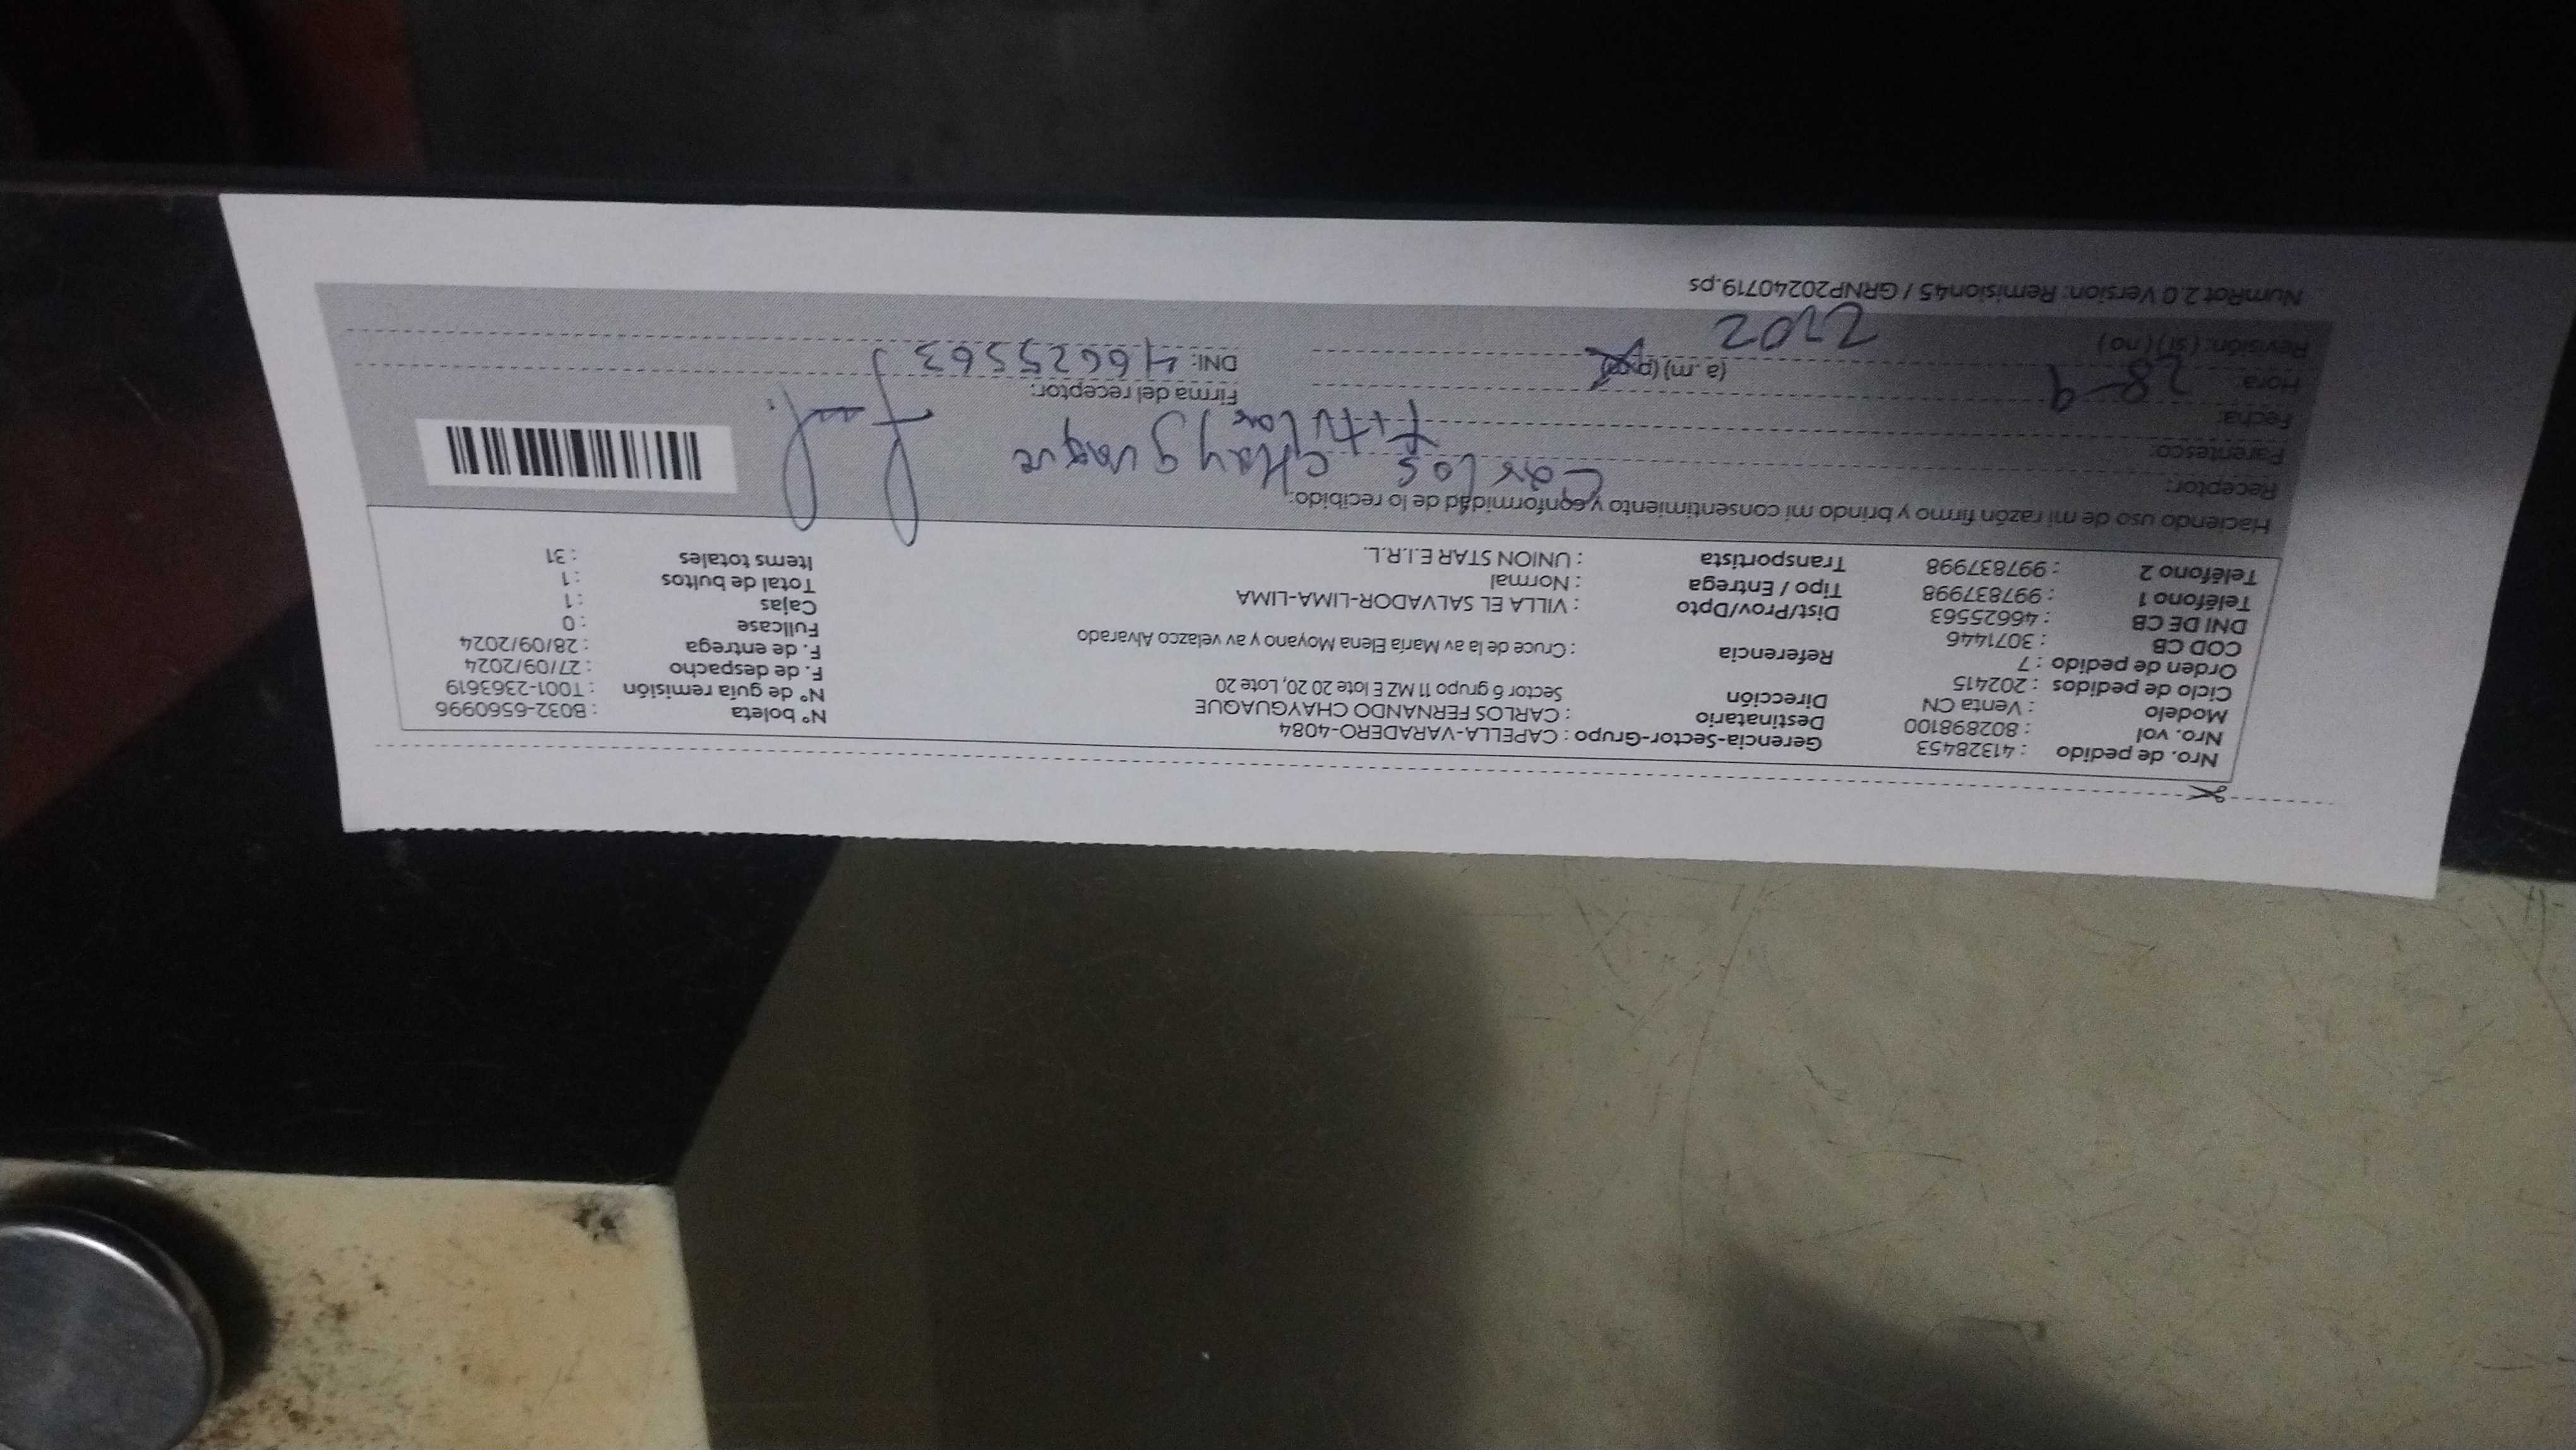 Nro. de pedido : 41328453
Nro. vol : 802898100
Modelo : Venta CN
Ciclo de pedidos : 202415
Orden de pedido : 7
COD CB : 3071446
DNI DE CB : 46625563
Teléfono 1 : 997837998
Teléfono 2 : 997837998
Gerencia-Sector-Grupo : CAPELLA-VARADERO-4084
Destinatario : CARLOS FERNANDO CHAYGUAQUE
Dirección Sector 6 grupo 11 MZ E lote 20 20, Lote 20
Referencia : Cruce de la av María Elena Moyano y av velazco Alvarado
Dist/Prov/Dpto : VILLA EL SALVADOR-LIMA-LIMA
Tipo / Entrega : Normal
Transportista : UNION STAR E.I.R.L.
N° boleta : B032-6560996
N° de guía remisión : T001-2363619
F. de despacho : 27/09/2024
F. de entrega : 28/09/2024
Fullcase : 0
Cajas : 1
Total de bultos : 1
Items totales : 31
Haciendo uso de mi razón firmo y brindo mi consentimiento y conformidad de lo recibido:
Receptor: Carlos Chayguaque
Parentesco: titular
Fecha: 28-9
Hora: (a.m) (p.m)
Revisión: (si) (no)
Firma del receptor:
DNI: 46625563
NumRot 2.0 Version: Remision45 / GRNP20240719.ps